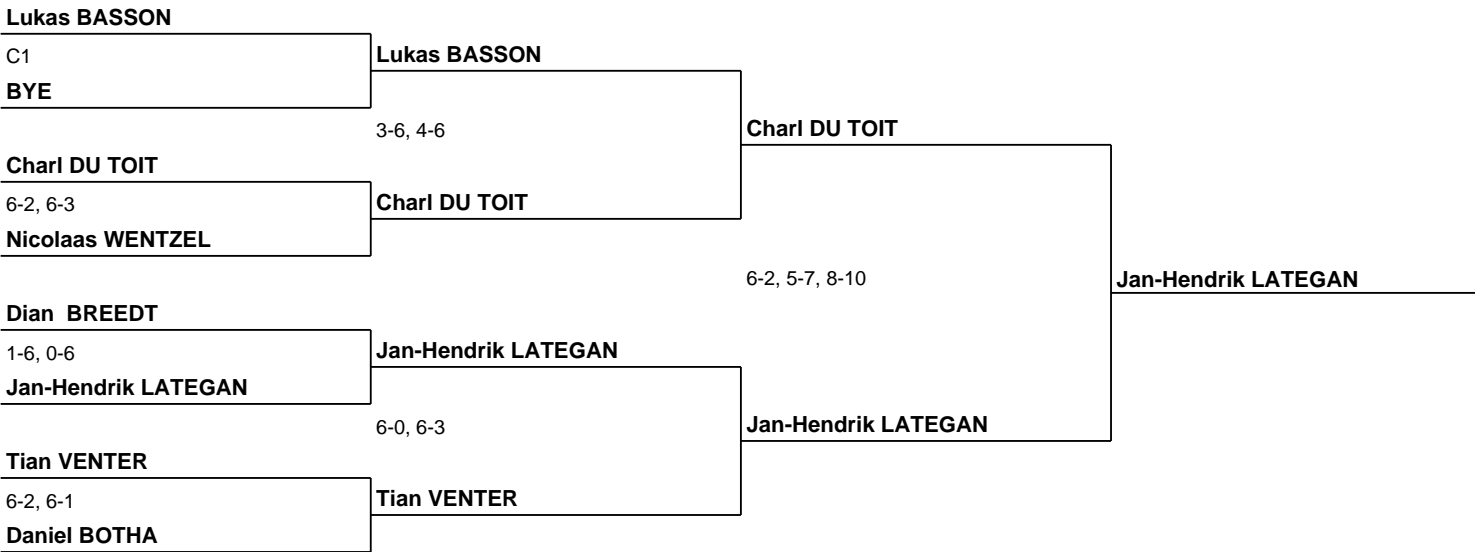 Lukas BASSON
C1
Lukas BASSON
BYE
3-6, 4-6
Charl DU TOIT
Charl DU TOIT
6-2, 6-3
Charl DU TOIT
Nicolaas WENTZEL
6-2, 5-7, 8-10
Jan-Hendrik LATEGAN
Dian BREEDT
1-6, 0-6
Jan-Hendrik LATEGAN
Jan-Hendrik LATEGAN
6-0, 6-3
Jan-Hendrik LATEGAN
Tian VENTER
6-2, 6-1
Tian VENTER
Daniel BOTHA